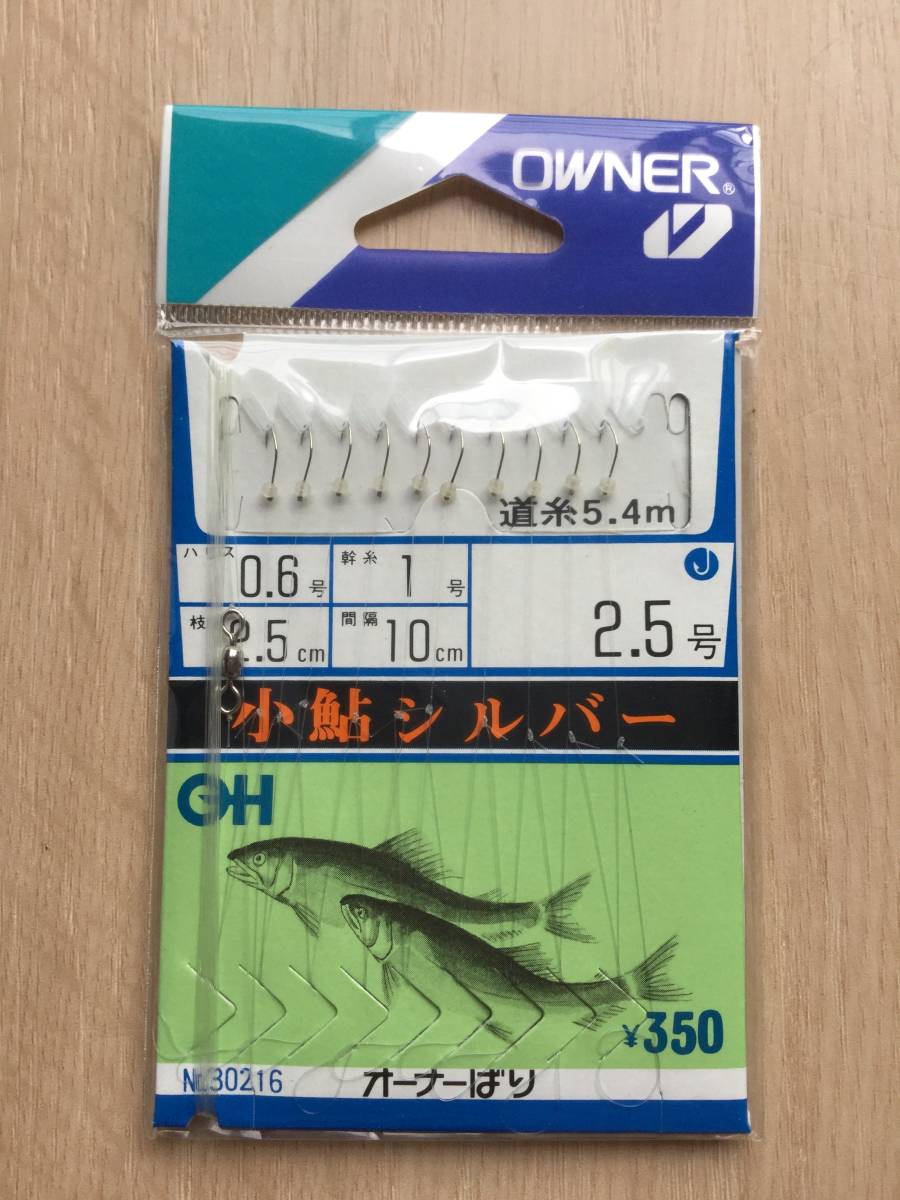 OWNER®
道糸5.4m
ハリス 0.6号 幹糸 1号
2.5号
枝 2.5cm 間隔 10cm
小鮎シルバー
OH
¥350
No.30216 オーナーばり